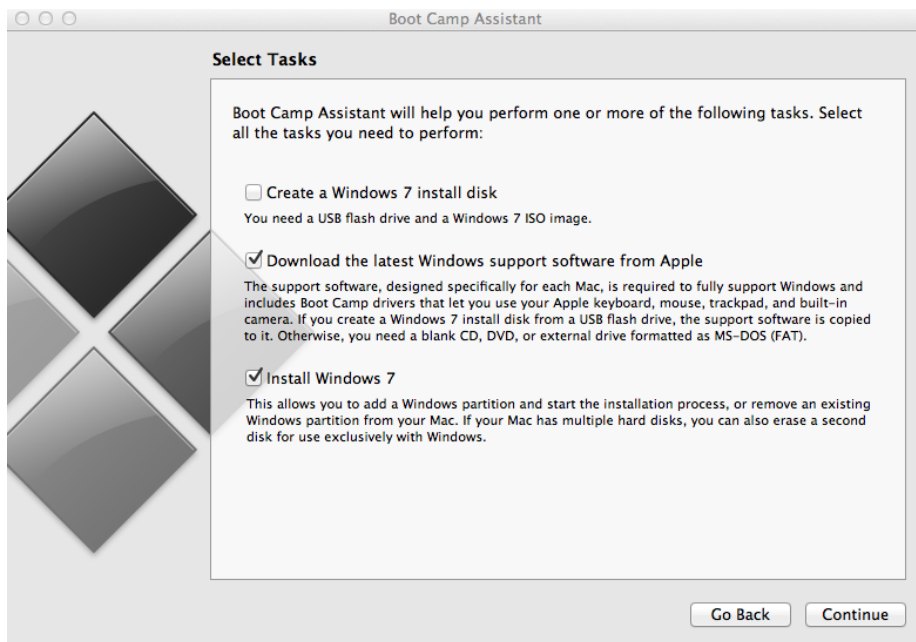 Boot Camp Assistant
Select Tasks
Boot Camp Assistant will help you perform one or more of the following tasks. Select
all the tasks you need to perform:
Create a Windows 7 install disk
You need a USB flash drive and a Windows 7 ISO image.
Download the latest Windows support software from Apple
The support software, designed specifically for each Mac, is required to fully support Windows and
includes Boot Camp drivers that let you use your Apple keyboard, mouse, trackpad, and built-in
camera. If you create a Windows 7 install disk from a USB flash drive, the support software is copied
to it. Otherwise, you need a blank CD, DVD, or external drive formatted as MS-DOS (FAT).
Install Windows 7
This allows you to add a Windows partition and start the installation process, or remove an existing
Windows partition from your Mac. If your Mac has multiple hard disks, you can also erase a second
disk for use exclusively with Windows.
Go Back
Continue